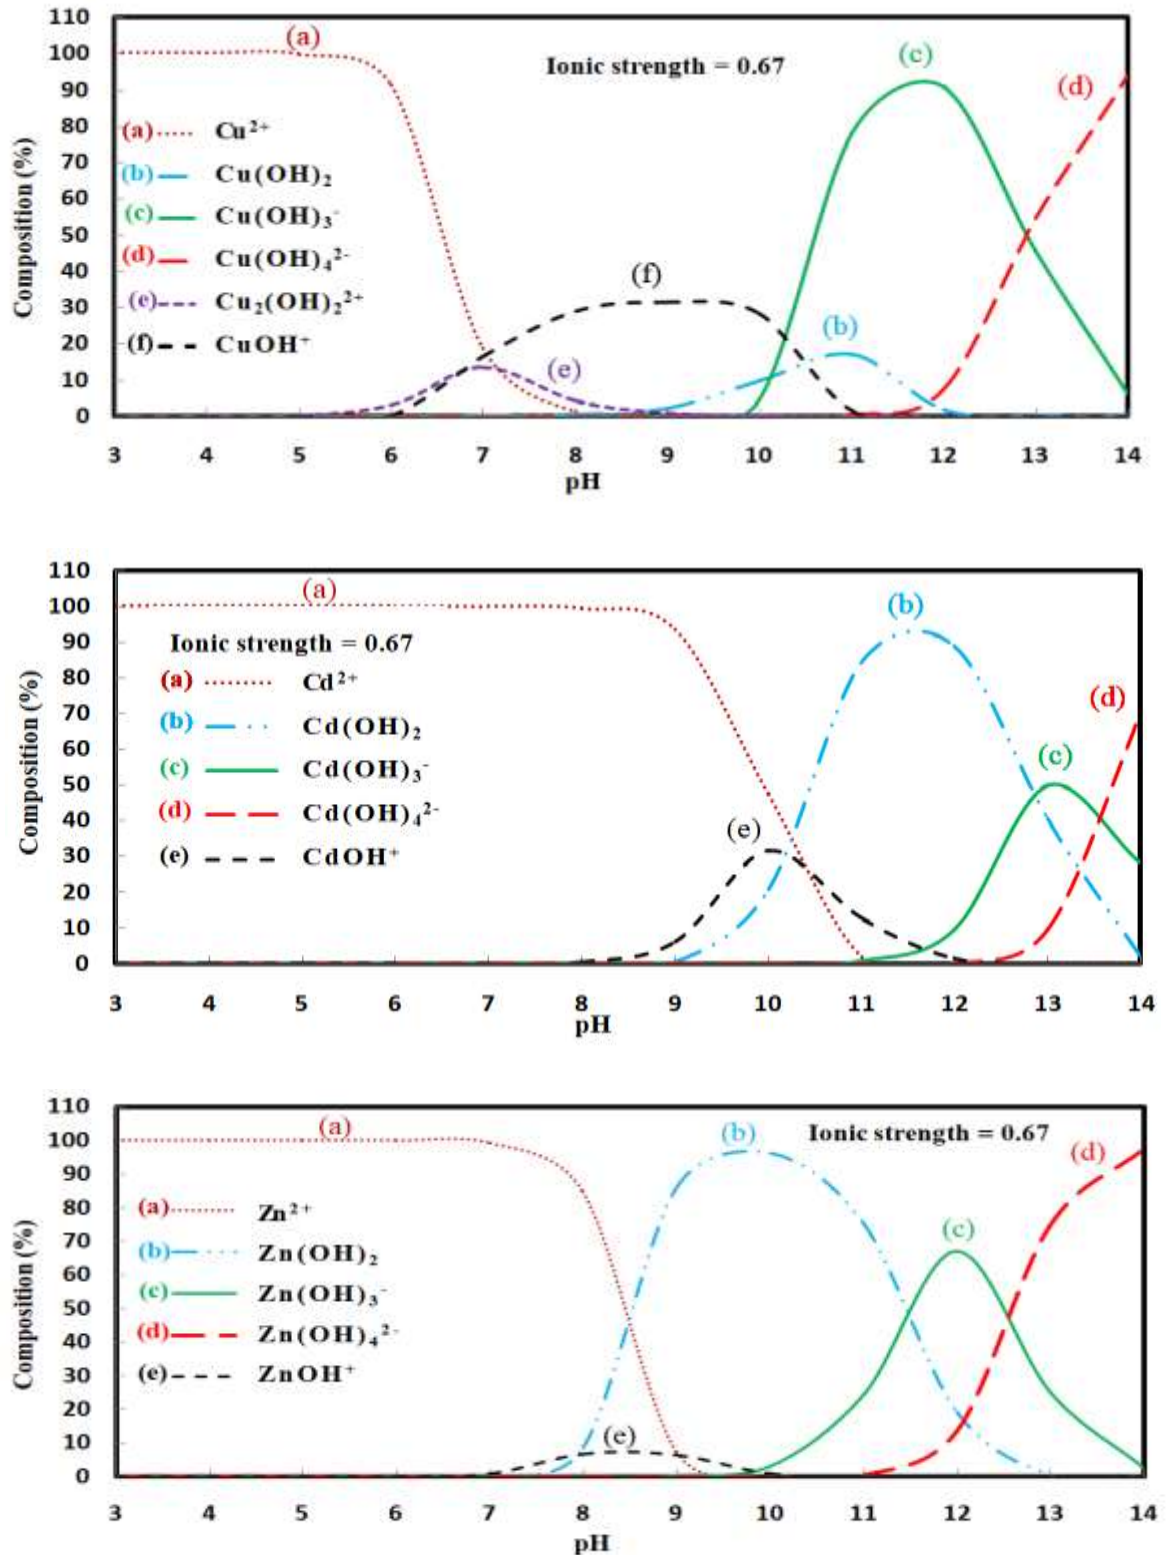 110
(a)
100
Ionic strength = 0.67
(c)
(d)
90
80
(a) Cu²⁺
70
(b) Cu(OH)₂
60
(c) Cu(OH)₃⁻
50
(d) Cu(OH)₄²⁻
40
(e) Cu₂(OH)₂²⁺
(f)
30
(f) CuOH⁺
(b)
20
(e)
10
0
Composition (%)
3 4 5 6 7 8 9 10 11 12 13 14
pH
110
(a)
(b)
100
Ionic strength = 0.67
90
(a) Cd²⁺
80
(d)
(b) Cd(OH)₂
70
60
(c) Cd(OH)₃⁻
(c)
50
(d) Cd(OH)₄²⁻
40
(e) CdOH⁺
(e)
30
20
10
0
Composition (%)
3 4 5 6 7 8 9 10 11 12 13 14
pH
110
(a)
(b)
Ionic strength = 0.67
100
(d)
90
80
(a) Zn²⁺
70
(b) Zn(OH)₂
(c)
60
(c) Zn(OH)₃⁻
50
(d) Zn(OH)₄²⁻
40
(e) ZnOH⁺
30
20
(e)
10
0
Composition (%)
3 4 5 6 7 8 9 10 11 12 13 14
pH